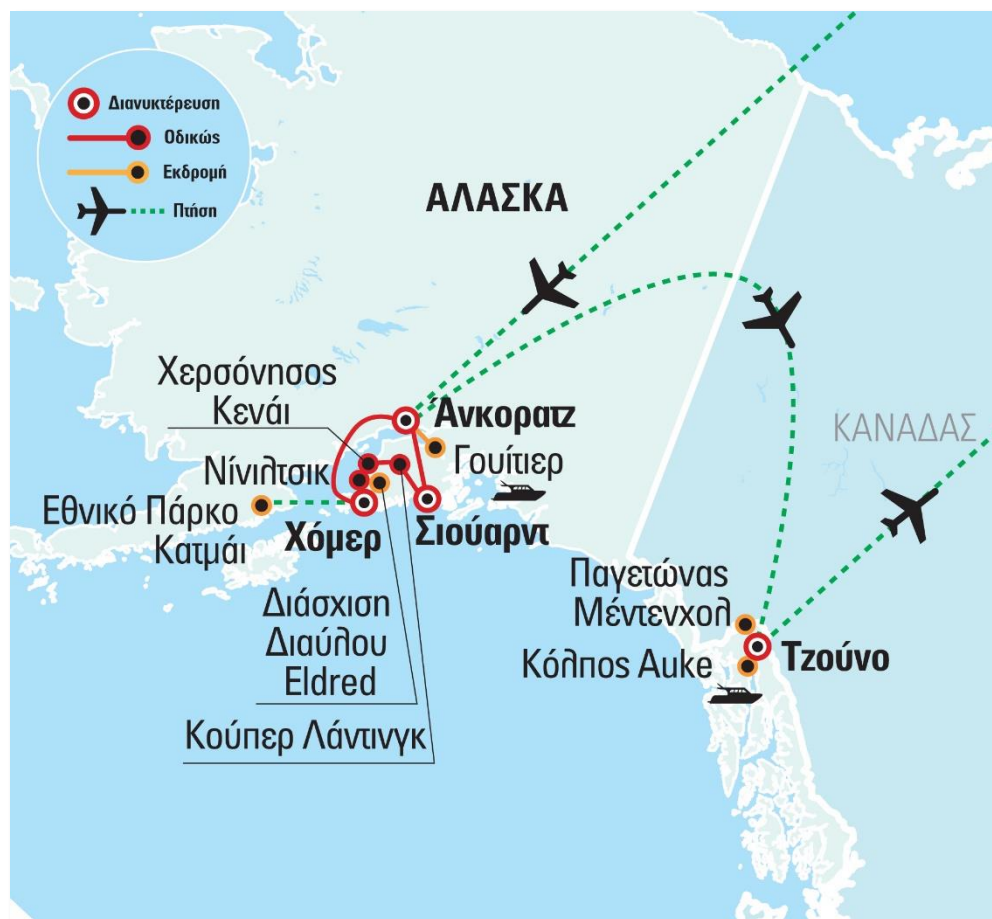 Διανυκτέρευση
Οδικώς
Εκδρομή
Πτήση
ΑΛΑΣΚΑ
Χερσόνησος
Κενάι
Άνκορατζ
ΚΑΝΑΔΑΣ
Γουίτιερ
Νίνιλτσικ
Εθνικό Πάρκο
Κατμάι
Χόμερ
Σιούαρντ
Διάσχιση
Διαύλου
Eldred
Κούπερ Λάντινγκ
Παγετώνας
Μέντενχολ
Τζούνο
Κόλπος Auke